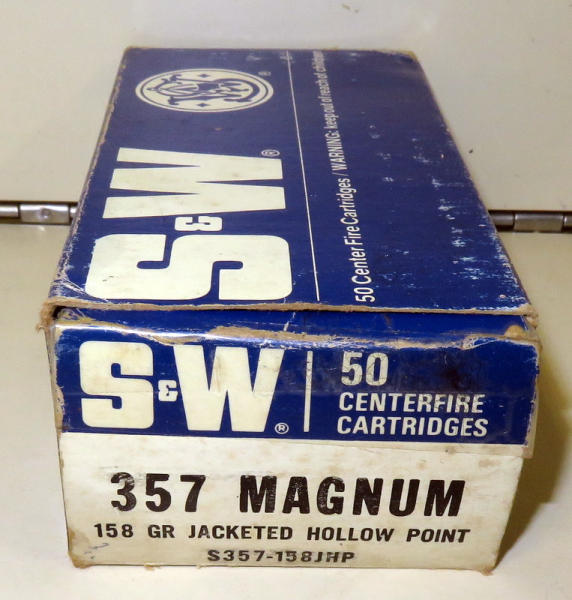 S&W®
50 Center Fire Cartridges / WARNING: keep out of reach of children
S&W®
50
CENTERFIRE
CARTRIDGES
357 MAGNUM
158 GR JACKETED HOLLOW POINT
S357-158JHP